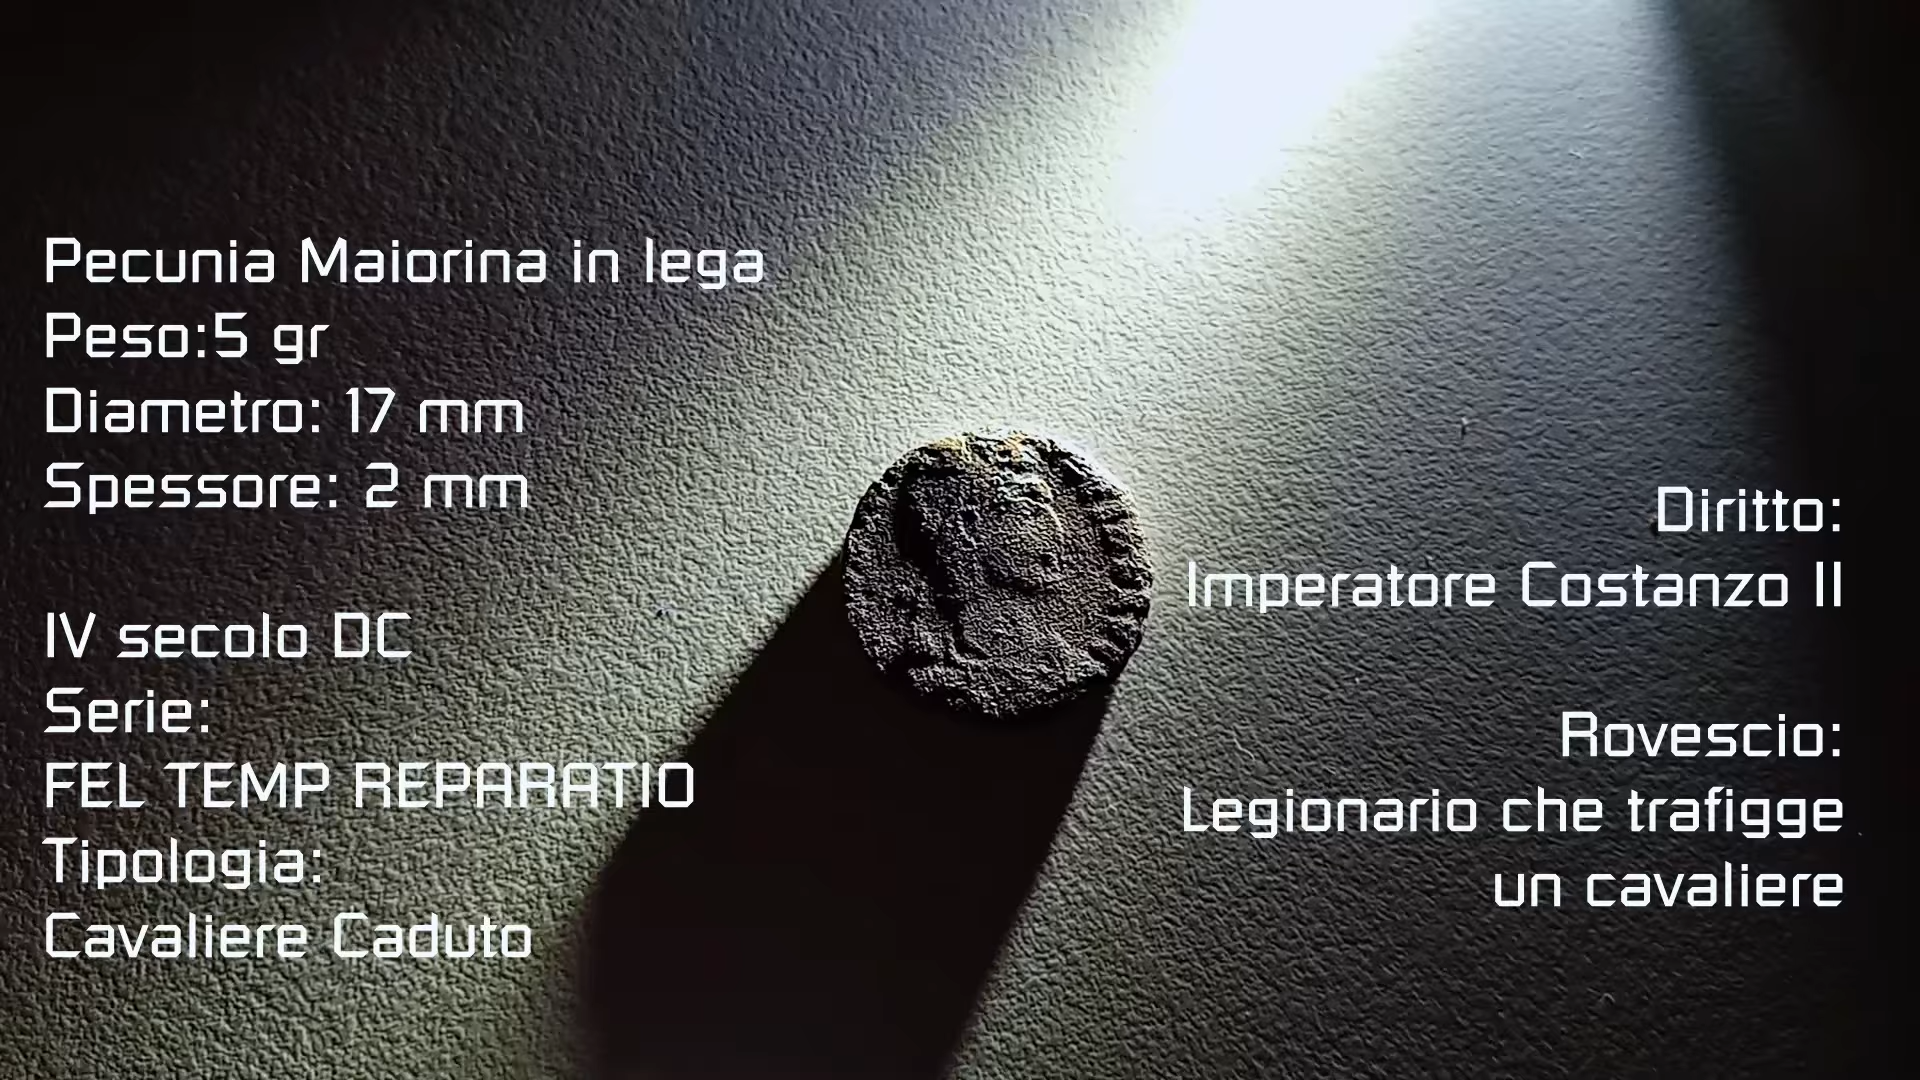 Pecunia Maiorina in lega
Peso:5 gr
Diametro: 17 mm
Spessore: 2 mm
IV secolo DC
Serie:
FEL TEMP REPARATIO
Tipologia:
Cavaliere Caduto
Diritto:
Imperatore Costanzo II
Rovescio:
Legionario che trafigge
un cavaliere